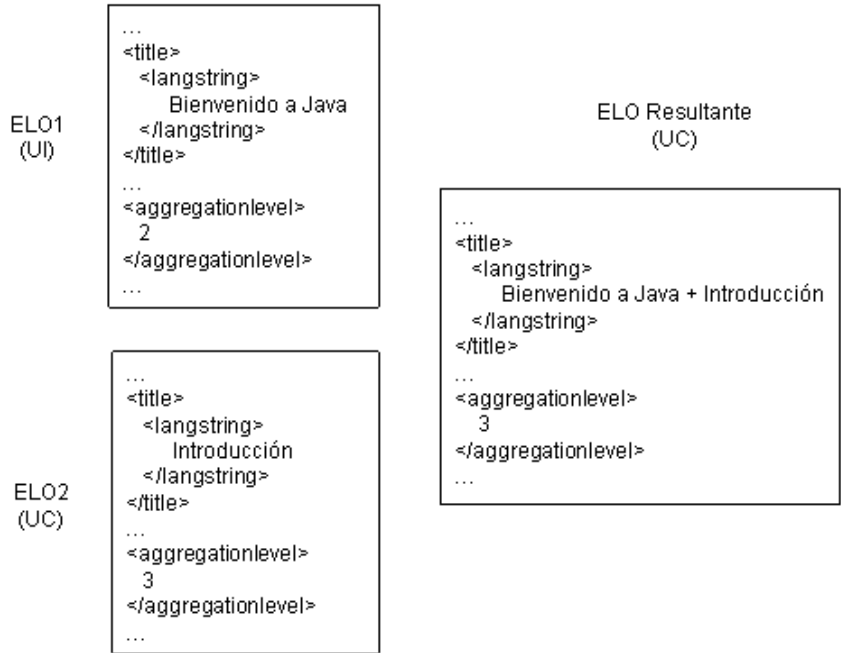 ELO1
(UI)
...
<title>
<langstring>
Bienvenido a Java
</langstring>
</title>
...
<aggregationlevel>
2
</aggregationlevel>
...
ELO2
(UC)
...
<title>
<langstring>
Introducción
</langstring>
</title>
...
<aggregationlevel>
3
</aggregationlevel>
...
ELO Resultante
(UC)
...
<title>
<langstring>
Bienvenido a Java + Introducción
</langstring>
</title>
...
<aggregationlevel>
3
</aggregationlevel>
...